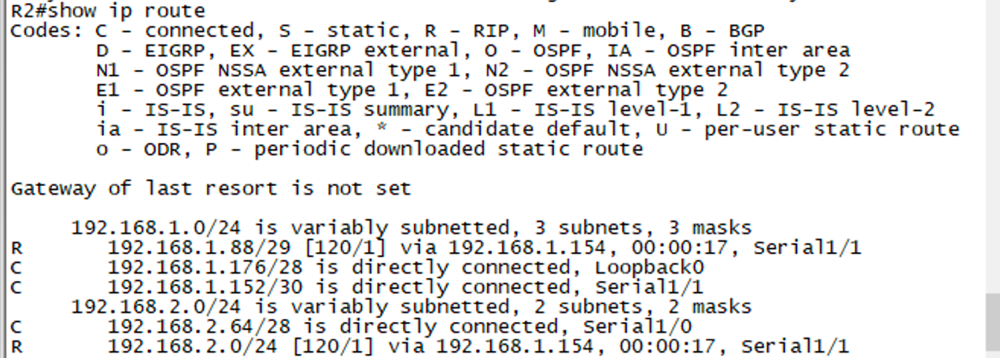 R2#show ip route
Codes: C - connected, S - static, R - RIP, M - mobile, B - BGP
D - EIGRP, EX - EIGRP external, O - OSPF, IA - OSPF inter area
N1 - OSPF NSSA external type 1, N2 - OSPF NSSA external type 2
E1 - OSPF external type 1, E2 - OSPF external type 2
i - IS-IS, su - IS-IS summary, L1 - IS-IS level-1, L2 - IS-IS level-2
ia - IS-IS inter area, * - candidate default, U - per-user static route
o - ODR, P - periodic downloaded static route
Gateway of last resort is not set
192.168.1.0/24 is variably subnetted, 3 subnets, 3 masks
R 192.168.1.88/29 [120/1] via 192.168.1.154, 00:00:17, Serial1/1
C 192.168.1.176/28 is directly connected, Loopback0
C 192.168.1.152/30 is directly connected, Serial1/1
192.168.2.0/24 is variably subnetted, 2 subnets, 2 masks
C 192.168.2.64/28 is directly connected, Serial1/0
R 192.168.2.0/24 [120/1] via 192.168.1.154, 00:00:17, Serial1/1